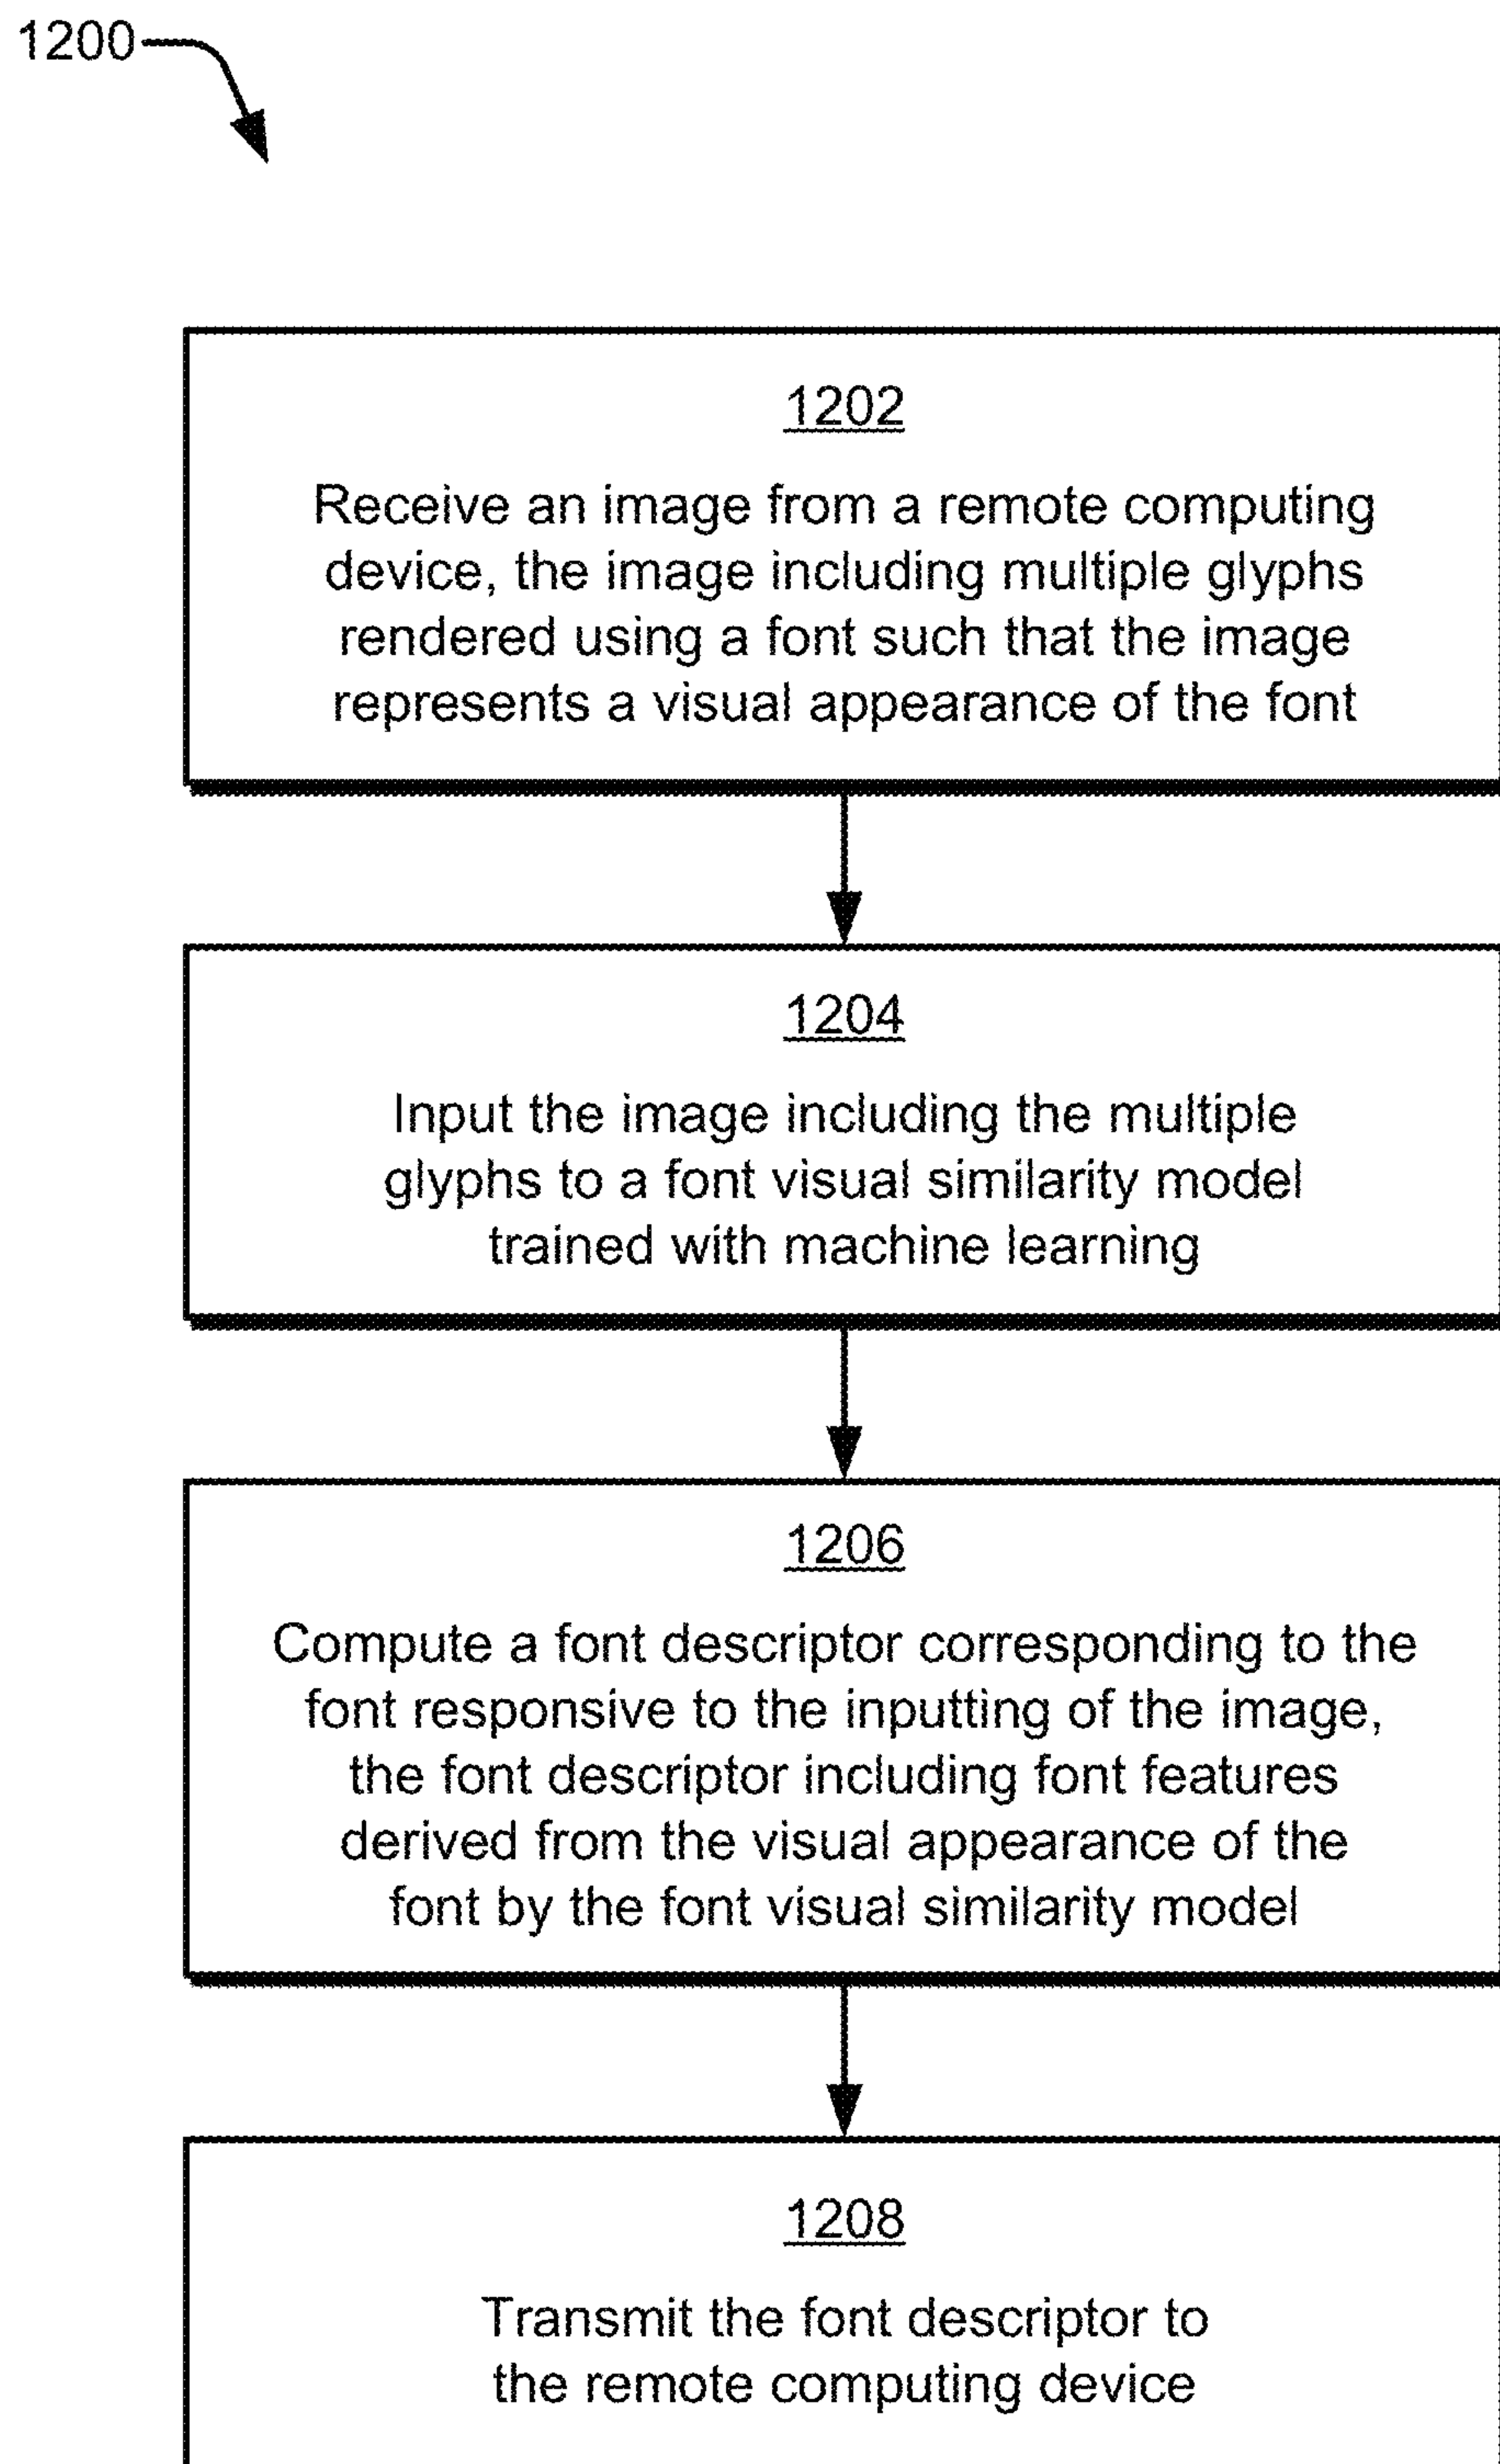 1200
1202
Receive an image from a remote computing
device, the image including multiple glyphs
rendered using a font such that the image
represents a visual appearance of the font
1204
Input the image including the multiple
glyphs to a font visual similarity model
trained with machine learning
1206
Compute a font descriptor corresponding to the
font responsive to the inputting of the image,
the font descriptor including font features
derived from the visual appearance of the
font by the font visual similarity model
1208
Transmit the font descriptor to
the remote computing device